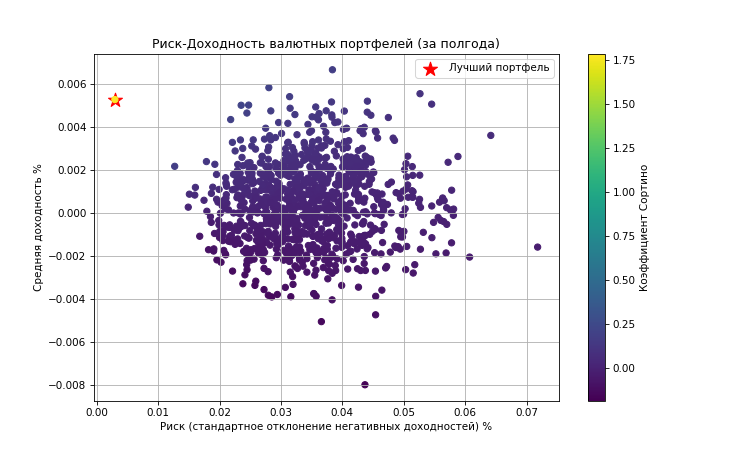 Риск-Доходность валютных портфелей (за полгода)
Лучший портфель
Средняя доходность %
0.006
0.004
0.002
0.000
−0.002
−0.004
−0.006
−0.008
0.00 0.01 0.02 0.03 0.04 0.05 0.06 0.07
Риск (стандартное отклонение негативных доходностей) %
1.75
1.50
1.25
1.00
0.75
0.50
0.25
0.00
Коэффициент Сортино